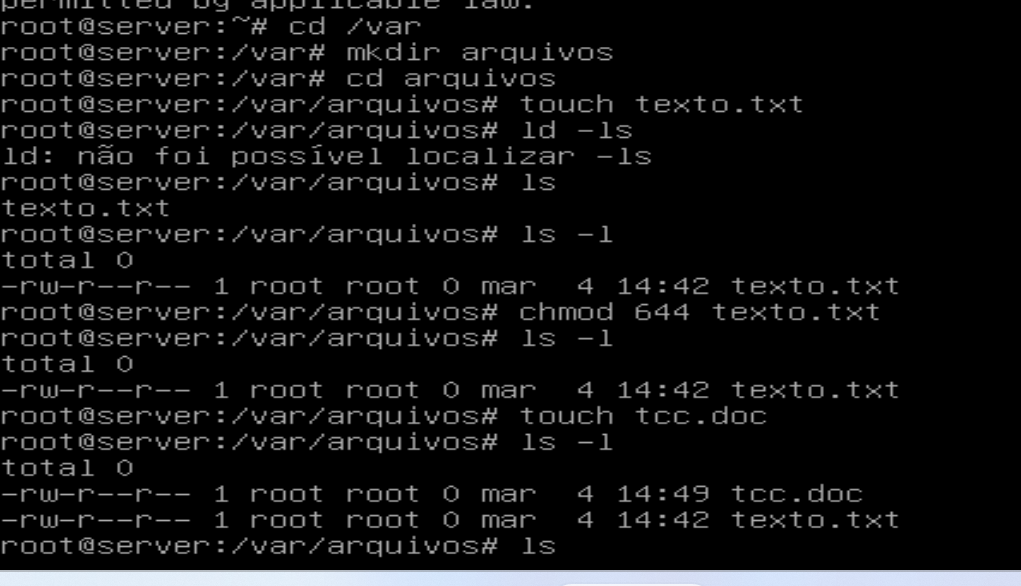 permitted by applicable law.
root@server:~# cd /var
root@server:/var# mkdir arquivos
root@server:/var# cd arquivos
root@server:/var/arquivos# touch texto.txt
root@server:/var/arquivos# ld -ls
ld: não foi possível localizar -ls
root@server:/var/arquivos# ls
texto.txt
root@server:/var/arquivos# ls -l
total 0
-rw-r--r-- 1 root root 0 mar  4 14:42 texto.txt
root@server:/var/arquivos# chmod 644 texto.txt
root@server:/var/arquivos# ls -l
total 0
-rw-r--r-- 1 root root 0 mar  4 14:42 texto.txt
root@server:/var/arquivos# touch tcc.doc
root@server:/var/arquivos# ls -l
total 0
-rw-r--r-- 1 root root 0 mar  4 14:49 tcc.doc
-rw-r--r-- 1 root root 0 mar  4 14:42 texto.txt
root@server:/var/arquivos# ls